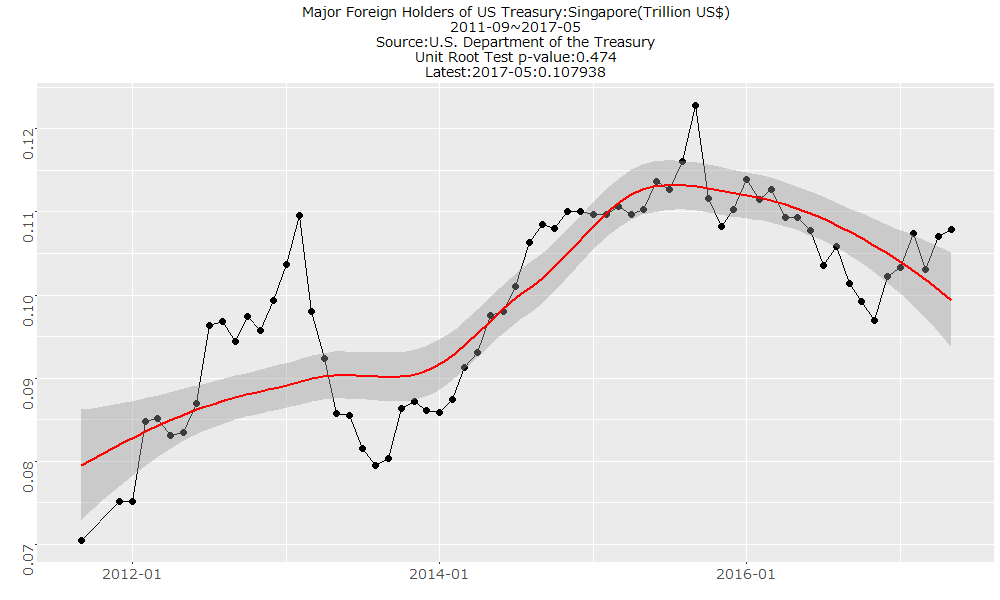 Major Foreign Holders of US Treasury:Singapore(Trillion US$)
2011-09~2017-05
Source:U.S. Department of the Treasury
Unit Root Test p-value:0.474
Latest:2017-05:0.107938
0.12
0.11
0.10
0.09
0.08
0.07
2012-01
2014-01
2016-01